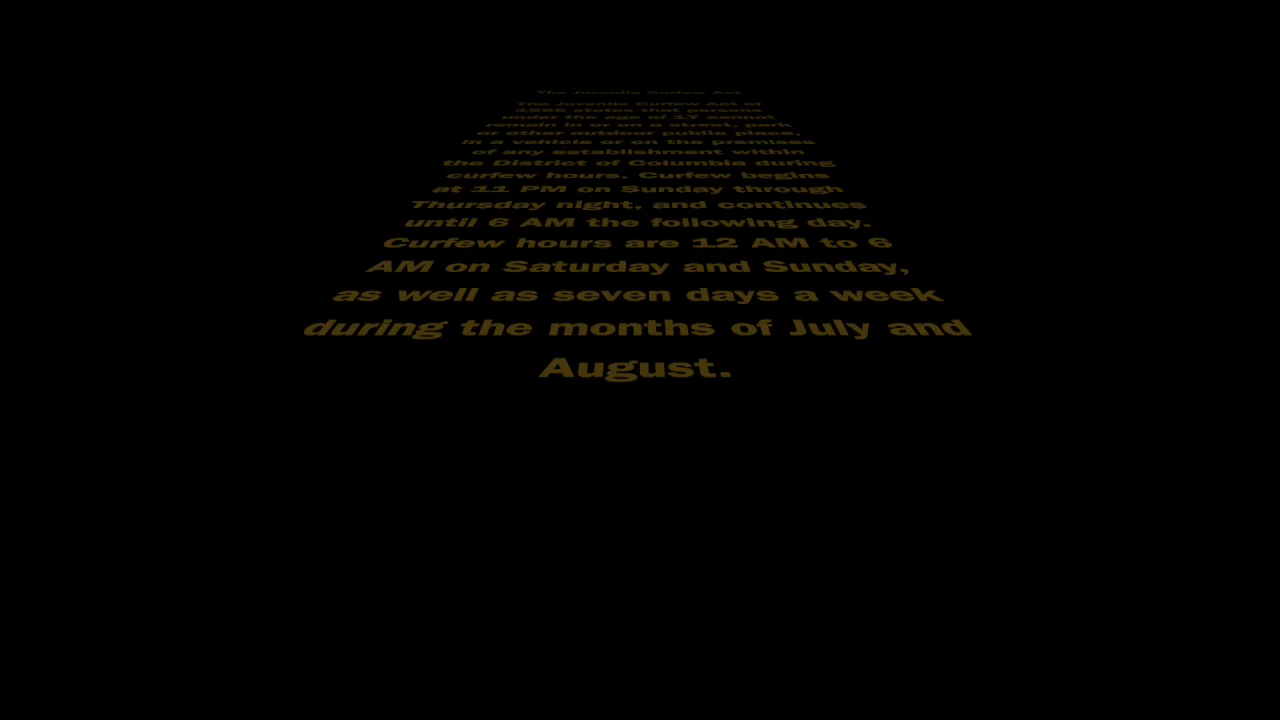 The Juvenile Curfew Act
The Juvenile Curfew Act of
1995 states that persons
under the age of 17 cannot
remain in or on a street, park
or other outdoor public place,
in a vehicle or on the premises
of any establishment within
the District of Columbia during
curfew hours. Curfew begins
at 11 PM on Sunday through
Thursday night, and continues
until 6 AM the following day.
Curfew hours are 12 AM to 6
AM on Saturday and Sunday,
as well as seven days a week
during the months of July and
August.